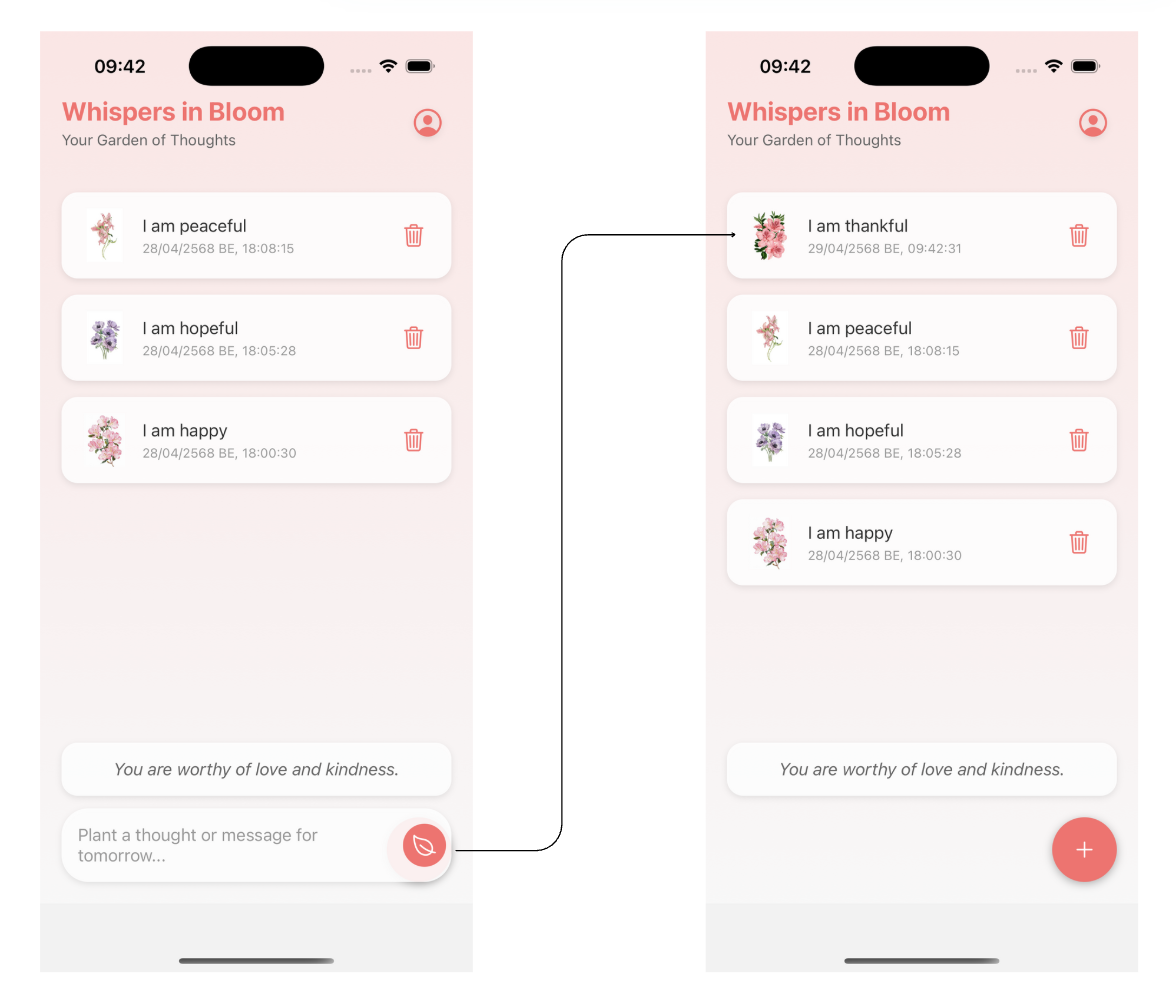 09:42
Whispers in Bloom
Your Garden of Thoughts
I am peaceful
28/04/2568 BE, 18:08:15
I am hopeful
28/04/2568 BE, 18:05:28
I am happy
28/04/2568 BE, 18:00:30
You are worthy of love and kindness.
Plant a thought or message for
tomorrow...
09:42
Whispers in Bloom
Your Garden of Thoughts
I am thankful
29/04/2568 BE, 09:42:31
I am peaceful
28/04/2568 BE, 18:08:15
I am hopeful
28/04/2568 BE, 18:05:28
I am happy
28/04/2568 BE, 18:00:30
You are worthy of love and kindness.
+